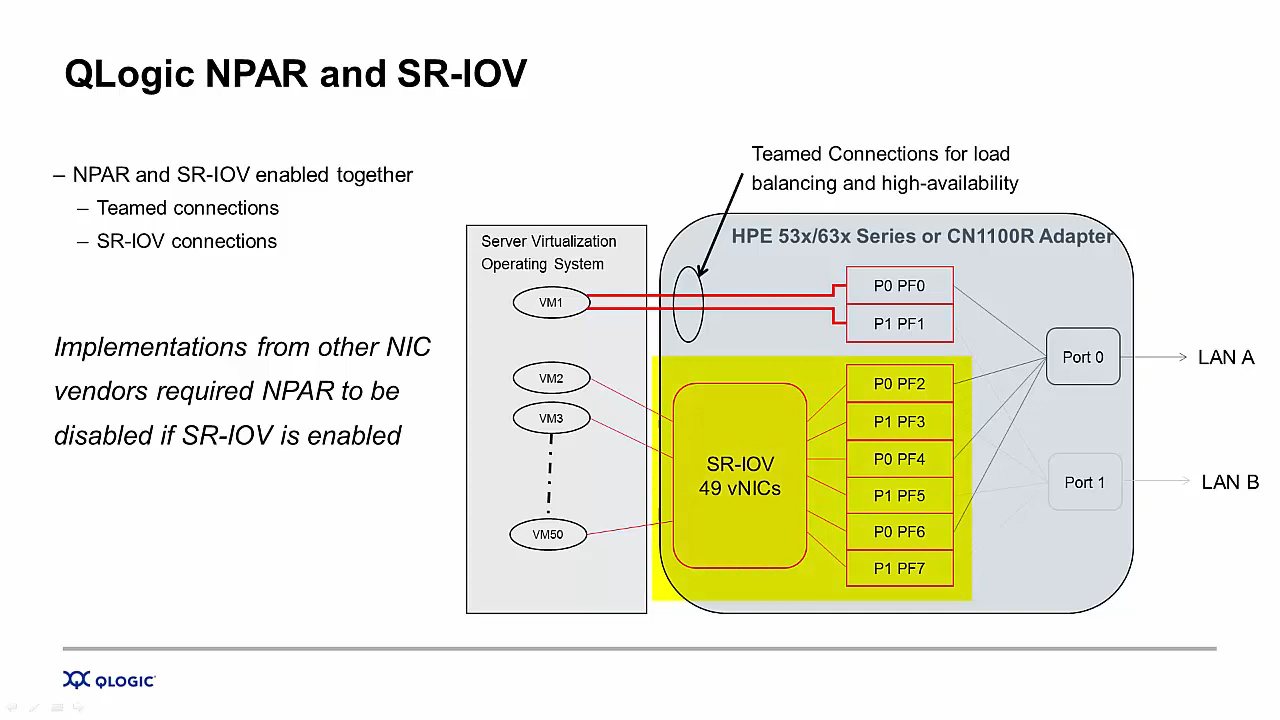 QLogic NPAR and SR-IOV
– NPAR and SR-IOV enabled together
– Teamed connections
– SR-IOV connections
Implementations from other NIC
vendors required NPAR to be
disabled if SR-IOV is enabled
Teamed Connections for load
balancing and high-availability
Server Virtualization
Operating System
VM1
VM2
VM3
VM50
HPE 53x/63x Series or CN1100R Adapter
P0 PF0
P1 PF1
SR-IOV
49 vNICs
P0 PF2
P1 PF3
P0 PF4
P1 PF5
P0 PF6
P1 PF7
Port 0
LAN A
Port 1
LAN B
QLOGIC